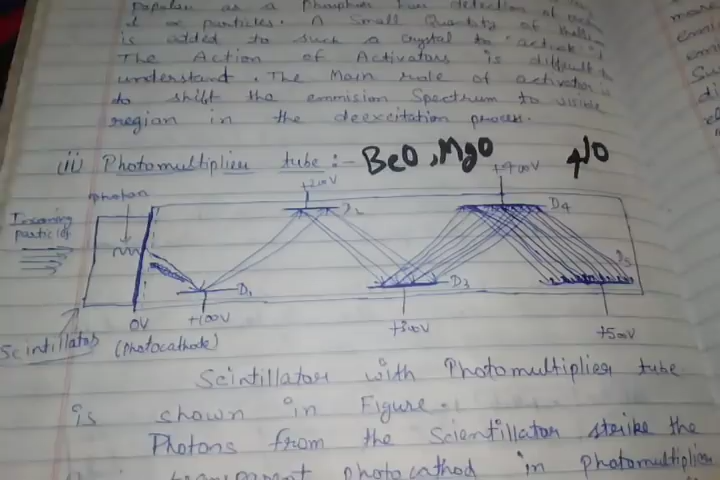 popular as a Phosphor for detection of
particles. A Small Quantity of
is added to such a crystal to "activate"
The Action of Activators is difficult to
understand. The Main role of activator is
to shift the emmision Spectrum to visible
region in the deexcitation process.
(ii) Photomultiplier tube :- BeO, MgO
photon
+200V
+400V
Incoming
particles
D2
D4
D5
D1
D3
0V
+100V
+300V
+500V
Scintillator
(Photocathode)
Scintillator with Photomultiplier tube
is shown in Figure.
Photons from the Scientillator strike the
photocathod in photomultiplier